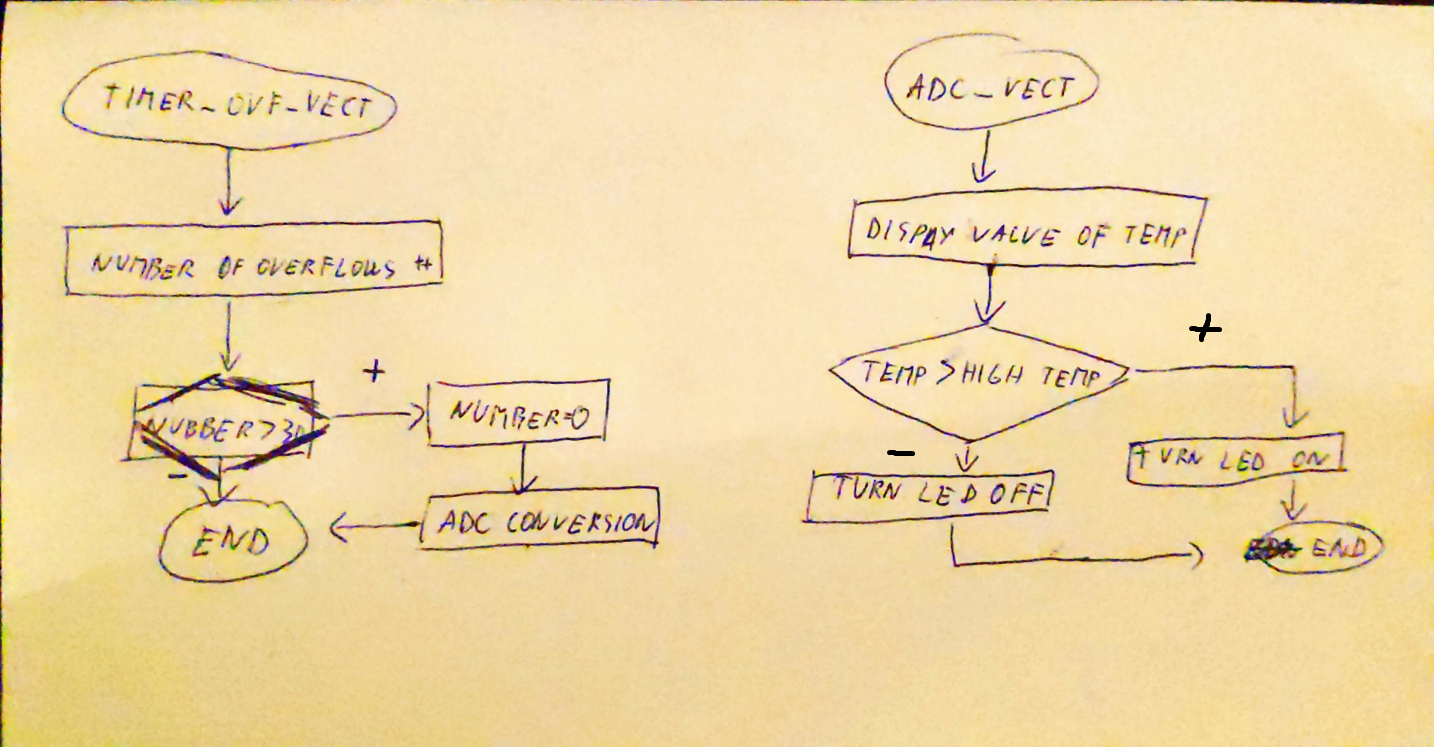 TIMER_OVF_VECT
NUMBER OF OVERFLOWS ++
+
NUBBER>30
NUMBER=0
-
END
ADC CONVERSION
ADC_VECT
DISPAY VALVE OF TEMP
+
TEMP>HIGH TEMP
-
TURN LED ON
TURN LED OFF
END